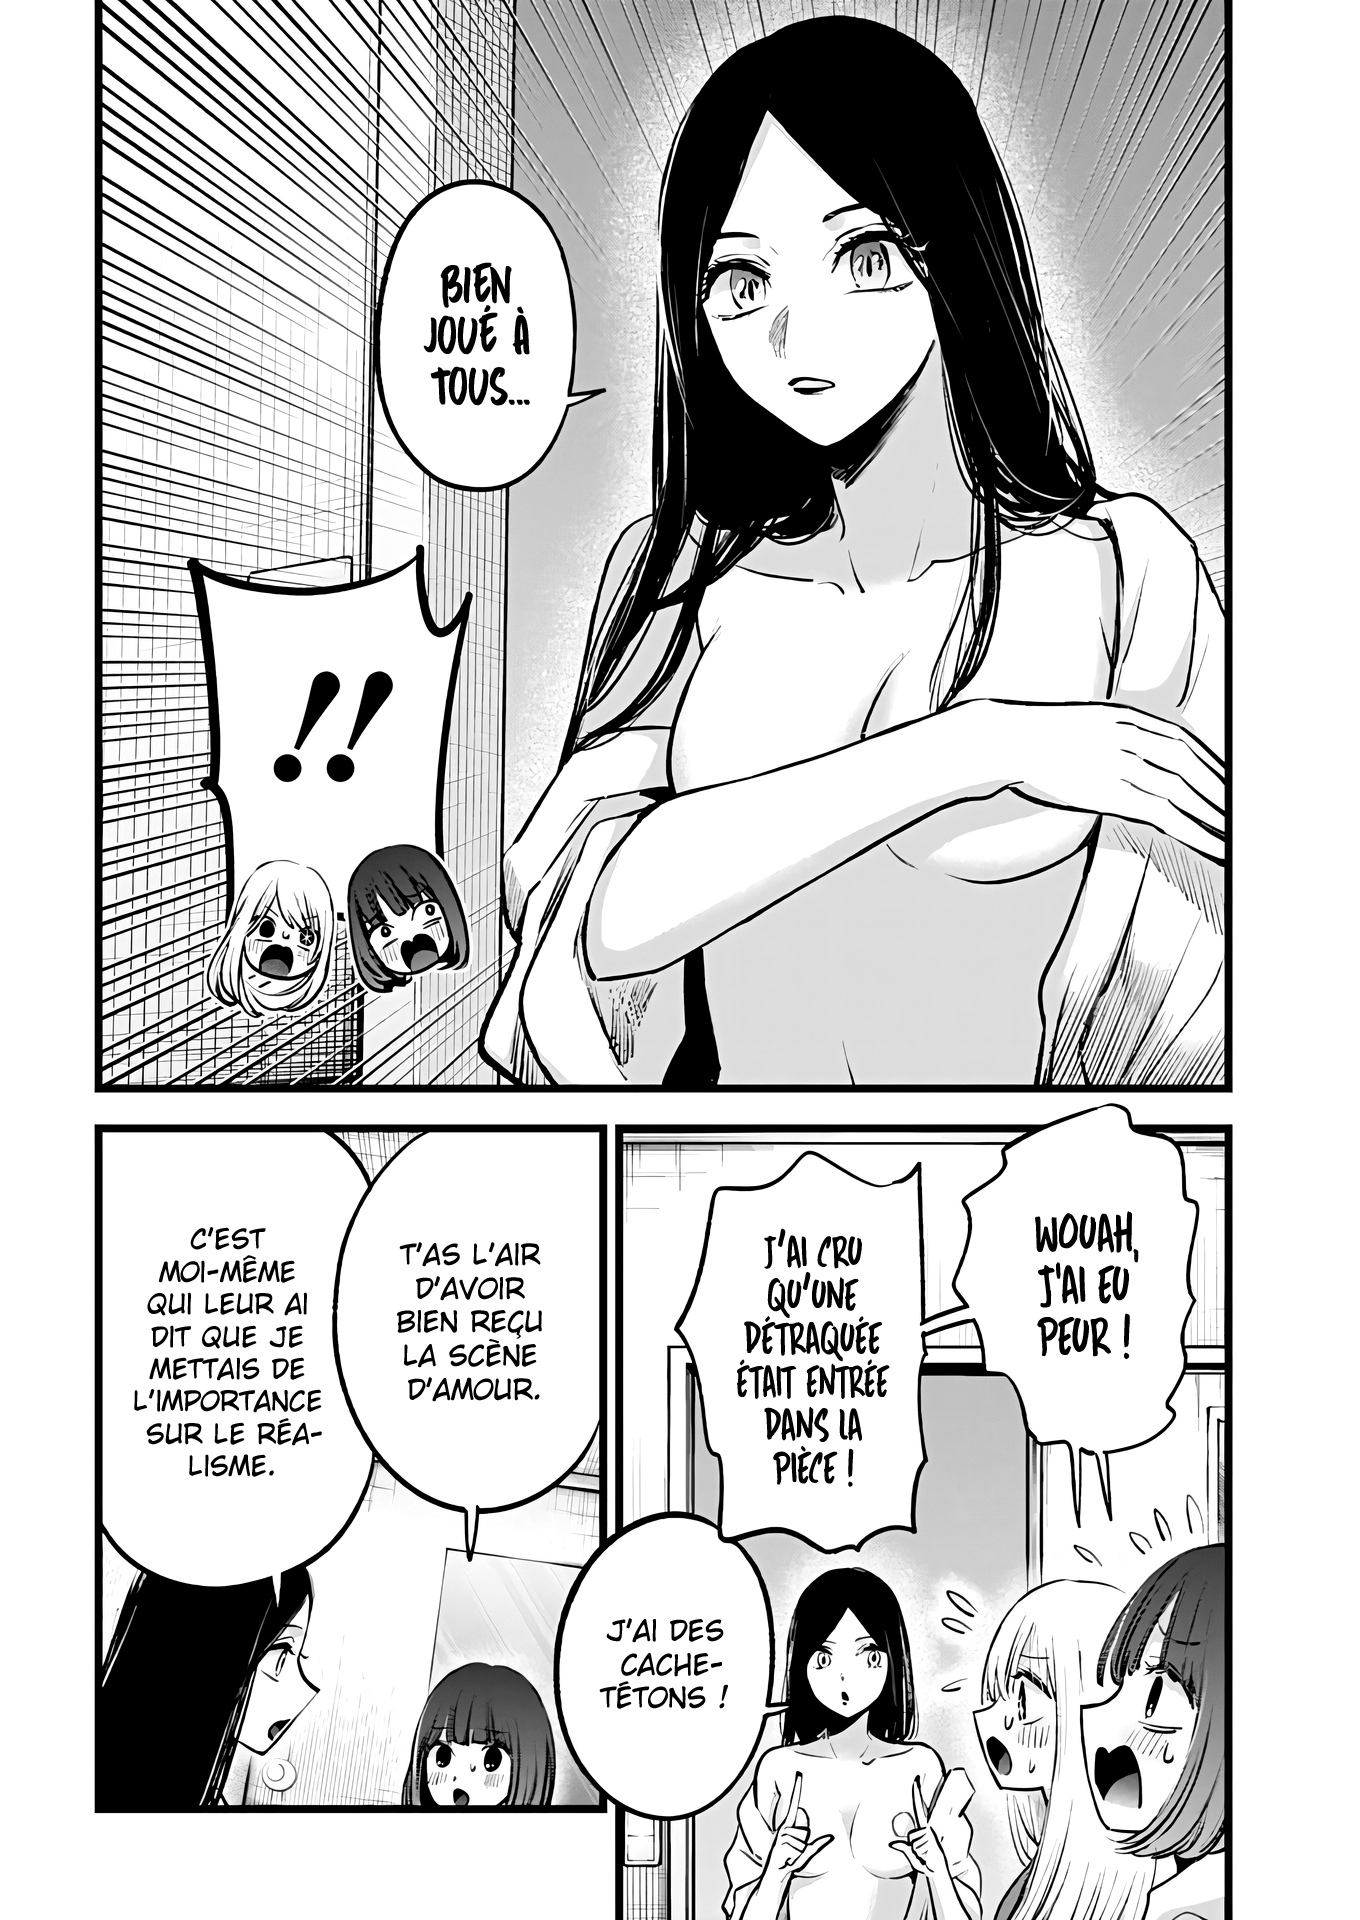 BIEN
JOUÉ À
TOUS...
!!
WOUAH,
J'AI EU
PEUR !
J'AI CRU
QU'UNE
DÉTRAQUÉE
ÉTAIT ENTRÉE
DANS LA
PIÈCE !
J'AI DES
CACHE-
TÉTONS !
T'AS L'AIR
D'AVOIR
BIEN REÇU
LA SCÈNE
D'AMOUR.
C'EST
MOI-MÊME
QUI LEUR AI
DIT QUE JE
METTAIS DE
L'IMPORTANCE
SUR LE RÉA-
LISME.